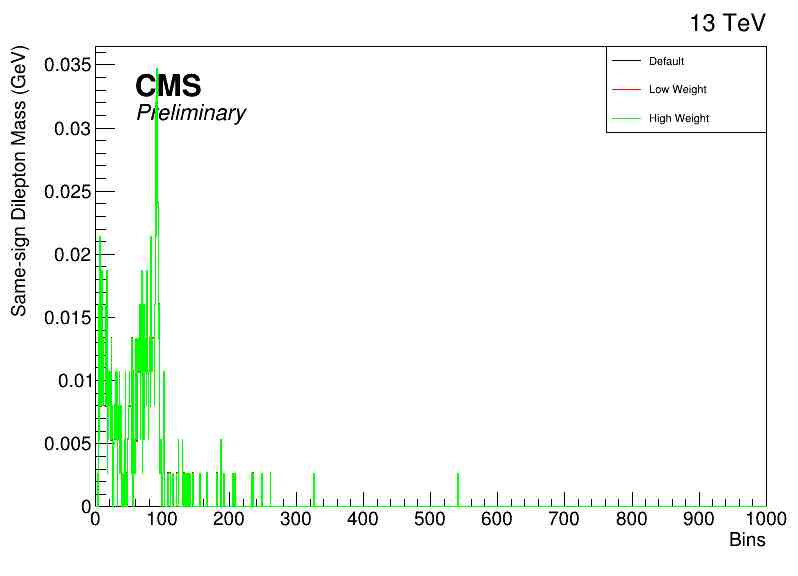 13 TeV
Same-sign Dilepton Mass (GeV)
CMS
Preliminary
Default
Low Weight
High Weight
0.035
0.03
0.025
0.02
0.015
0.01
0.005
0
0 100 200 300 400 500 600 700 800 900 1000
Bins